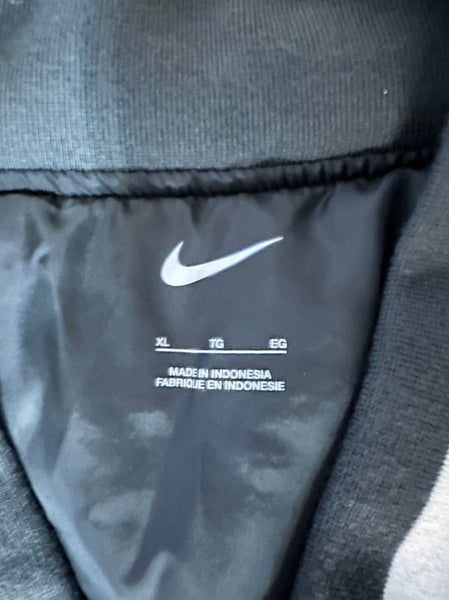 XL TG EG
MADE IN INDONESIA
FABRIQUE EN INDONESIE